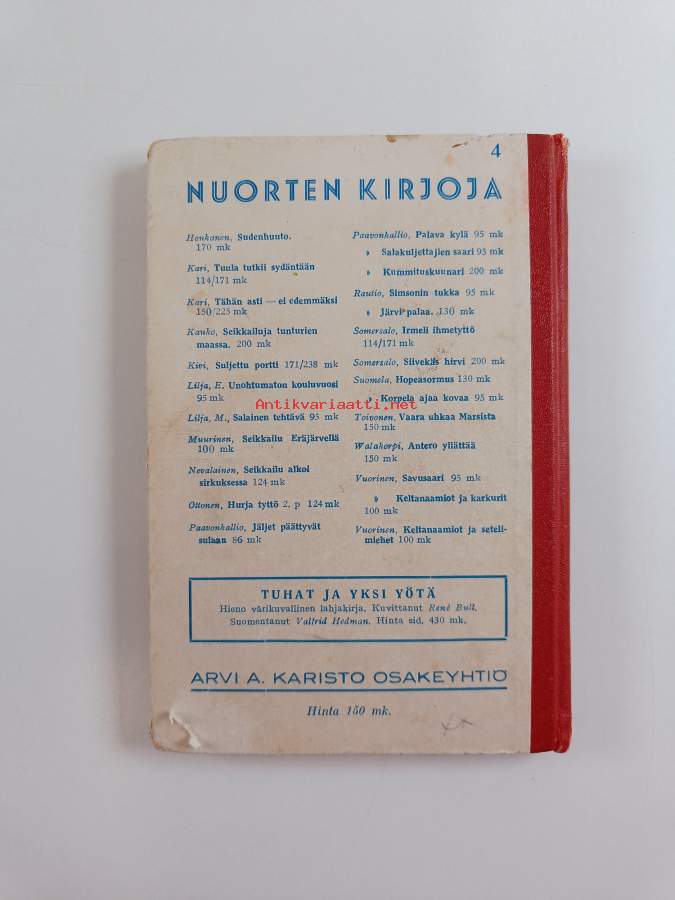 4
NUORTEN KIRJOJA
Honkanen, Sudenhuuto.
170 mk
Kari, Tuula tutkii sydäntään
114/171 mk
Kari, Tähän asti — ei edemmäksi
150/225 mk
Kauko, Seikkailuja tunturien
maassa. 200 mk
Kivi, Suljettu portti 171/238 mk
Lilja, E. Unohtumaton kouluvuosi
95 mk
Lilja, M., Salainen tehtävä 95 mk
Muurinen, Seikkailu Eräjärvellä
100 mk
Nevalainen, Seikkailu alkoi
sirkuksessa 124 mk
Ottonen, Hurja tyttö 2. p 124 mk
Paavonkallio, Jäljet päättyvät
sulaan 86 mk
Paavonkallio, Palava kylä 95 mk
» Salakuljettajien saari 95 mk
» Kummituskuunari 200 mk
Rautio, Simsonin tukka 95 mk
» Järvi palaa. 130 mk
Somersalo, Irmeli ihmetyttö
114/171 mk
Somersalo, Siivekäs hirvi 200 mk
Suomela, Hopeasormus 130 mk
» Korpela ajaa kovaa 95 mk
Toivonen, Vaara uhkaa Marsista
150 mk
Walakorpi, Antero yllättää
150 mk
Vuorinen, Savusaari 95 mk
» Keltanaamiot ja karkurit
100 mk
Vuorinen, Keltanaamiot ja seteli-
miehet 100 mk
Antikvariaatti.net
TUHAT JA YKSI YÖTÄ
Hieno värikuvallinen lahjakirja. Kuvittanut René Bull.
Suomentanut Valfrid Hedman. Hinta sid. 430 mk.
ARVI A. KARISTO OSAKEYHTIÖ
Hinta 150 mk.